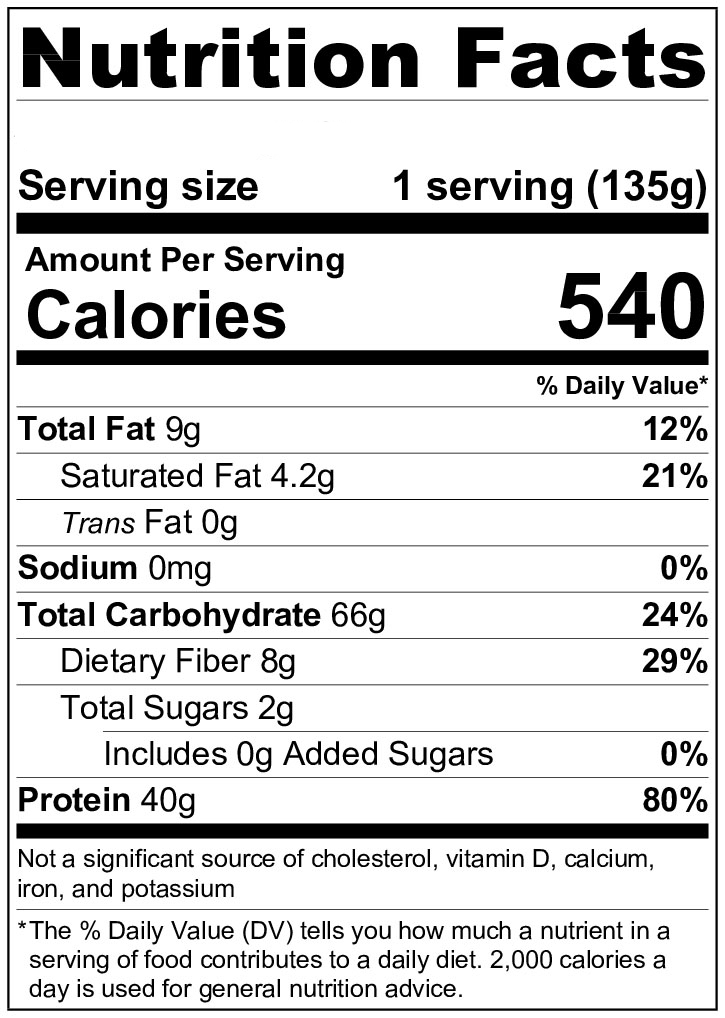 Nutrition Facts
Serving size 1 serving (135g)
Amount Per Serving
Calories 540
% Daily Value*
Total Fat 9g 12%
Saturated Fat 4.2g 21%
Trans Fat 0g
Sodium 0mg 0%
Total Carbohydrate 66g 24%
Dietary Fiber 8g 29%
Total Sugars 2g
Includes 0g Added Sugars 0%
Protein 40g 80%
Not a significant source of cholesterol, vitamin D, calcium,
iron, and potassium
*The % Daily Value (DV) tells you how much a nutrient in a
serving of food contributes to a daily diet. 2,000 calories a
day is used for general nutrition advice.